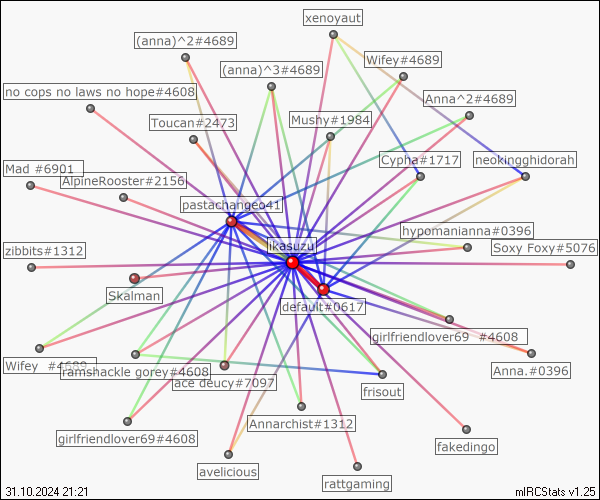 xenoyaut
(anna)^2#4689
Wifey#4689
(anna)^3#4689
no cops no laws no hope#4608
Anna^2#4689
Toucan#2473
Mushy#1984
Cypha#1717
neokingghidorah
Mad #6901
AlpineRooster#2156
pastachangeo41
hypomanianna#0396
likasuzu
zibbits#1312
Soxy Foxy#5076
Skalman
default#0617
girlfriendlover69 #4608
Wifey #4689
ramshackle gorey#4608
Anna.#0396
ace deucy#7097
frisout
Annarchist#1312
girlfriendlover69#4608
fakedingo
avelicious
rattgaming
31.10.2024 21:21
mIRCStats v1.25